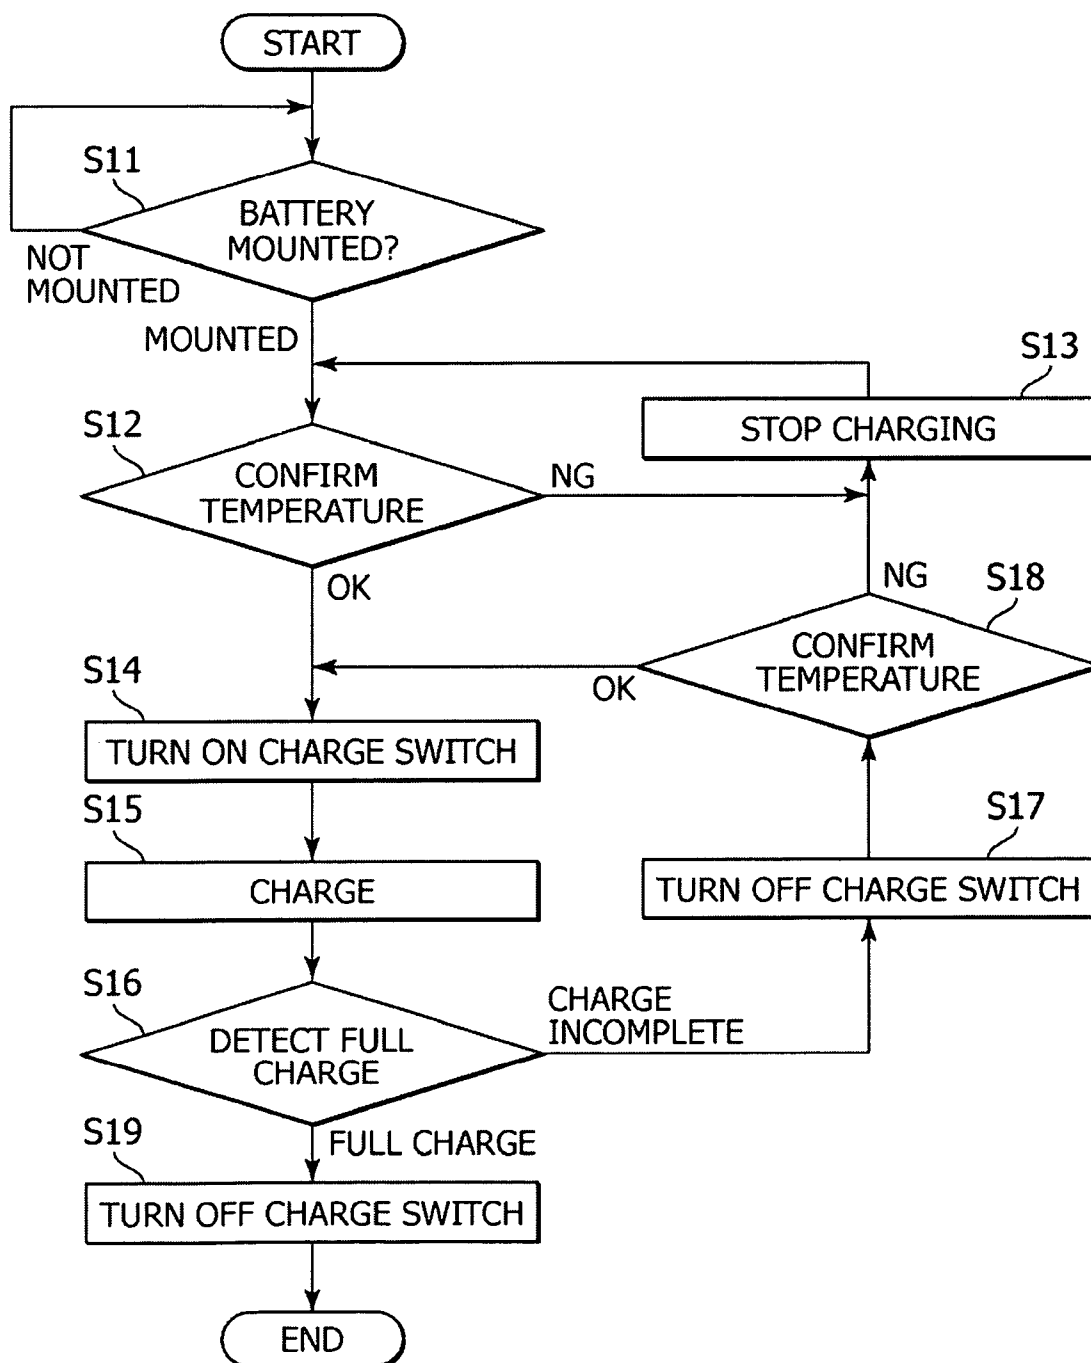 START
S11
BATTERY
MOUNTED?
NOT
MOUNTED
MOUNTED
S13
STOP CHARGING
S12
CONFIRM
TEMPERATURE
NG
OK
NG
S18
CONFIRM
TEMPERATURE
OK
S14
TURN ON CHARGE SWITCH
S15
CHARGE
S17
TURN OFF CHARGE SWITCH
S16
DETECT FULL
CHARGE
CHARGE
INCOMPLETE
FULL CHARGE
S19
TURN OFF CHARGE SWITCH
END